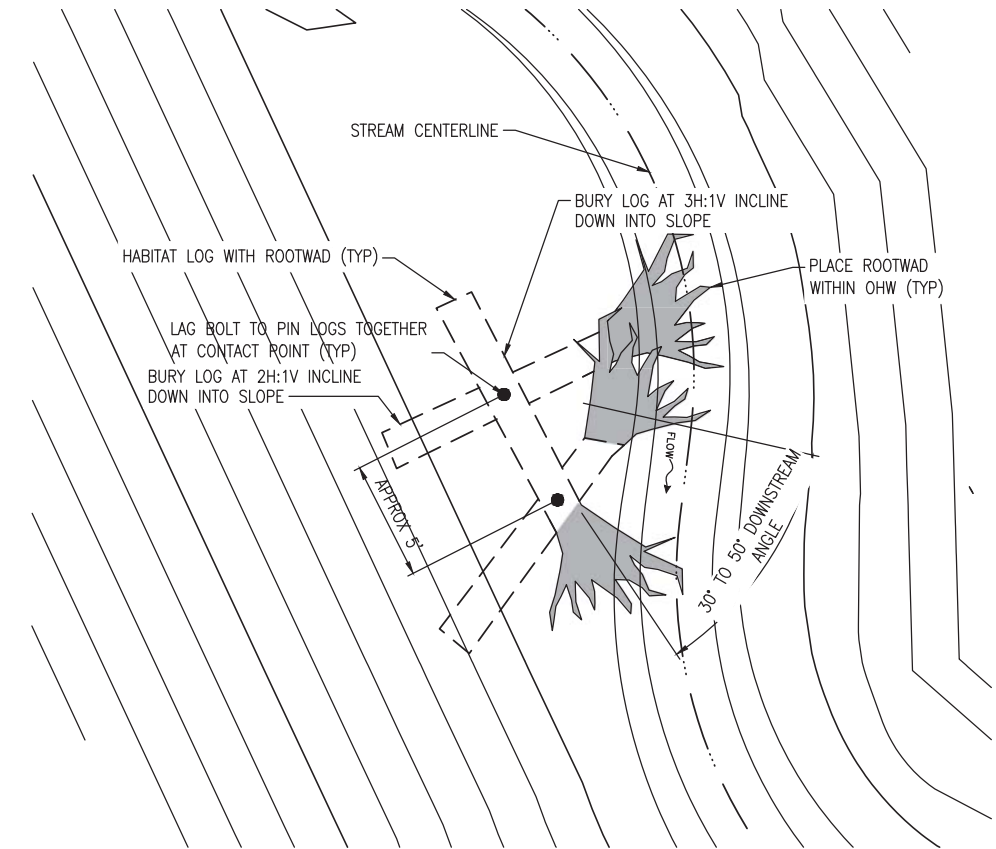 STREAM CENTERLINE
BURY LOG AT 3H:1V INCLINE
DOWN INTO SLOPE
HABITAT LOG WITH ROOTWAD (TYP)
PLACE ROOTWAD
WITHIN OHW (TYP)
LAG BOLT TO PIN LOGS TOGETHER
AT CONTACT POINT (TYP)
BURY LOG AT 2H:1V INCLINE
DOWN INTO SLOPE
FLOW
APPROX 5'
30° TO 50° DOWNSTREAM
ANGLE